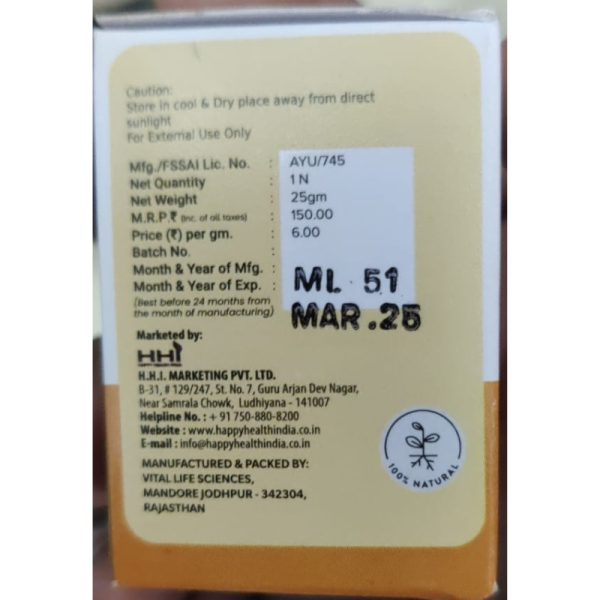 Caution:
Store in cool & Dry place away from direct
sunlight
For External Use Only
Mfg./FSSAI Lic. No. : AYU/745
Net Quantity : 1 N
Net Weight : 25gm
M.R.P.₹ (Inc. of all taxes) : 150.00
Price (₹) per gm. : 6.00
Batch No. :
Month & Year of Mfg. : ML 51
Month & Year of Exp. :
(Best before 24 months from
the month of manufacturing) MAR.25
Marketed by:
HHI
H.H.I. MARKETING PVT. LTD.
B-31, # 129/247, St. No. 7, Guru Arjan Dev Nagar,
Near Samrala Chowk, Ludhiyana - 141007
Helpline No. : + 91 750-880-8200
Website : www.happyhealthindia.co.in
E-mail : info@happyhealthindia.co.in
100% NATURAL
MANUFACTURED & PACKED BY:
VITAL LIFE SCIENCES,
MANDORE JODHPUR - 342304,
RAJASTHAN